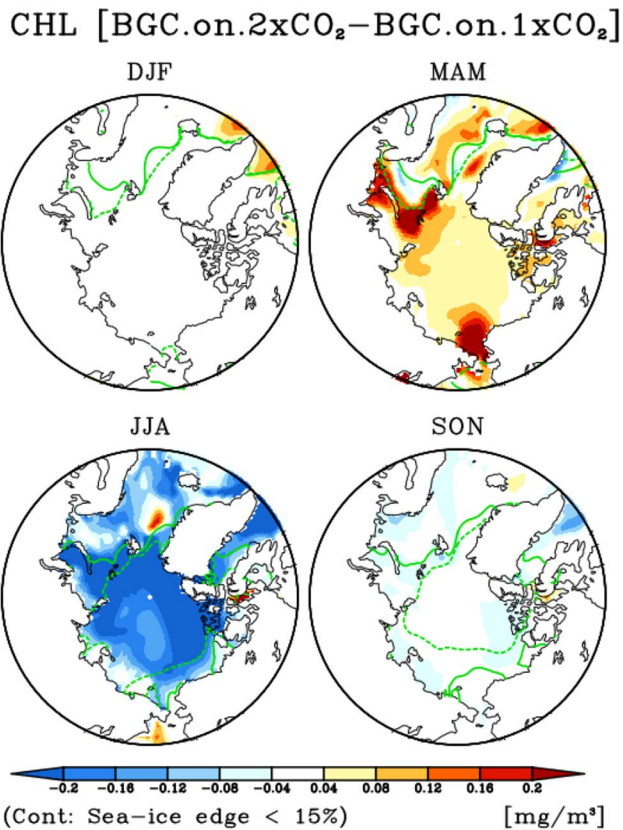 CHL [BGC.on.2xCO₂−BGC.on.1xCO₂]
DJF MAM
JJA SON
−0.2 −0.16 −0.12 −0.08 −0.04 0.04 0.08 0.12 0.16 0.2
(Cont: Sea-ice edge < 15%) [mg/m³]